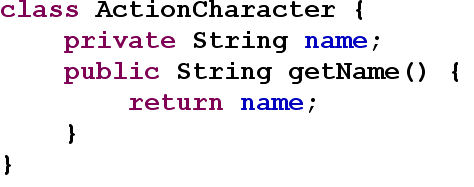 class ActionCharacter {
    private String name;
    public String getName() {
        return name;
    }
}